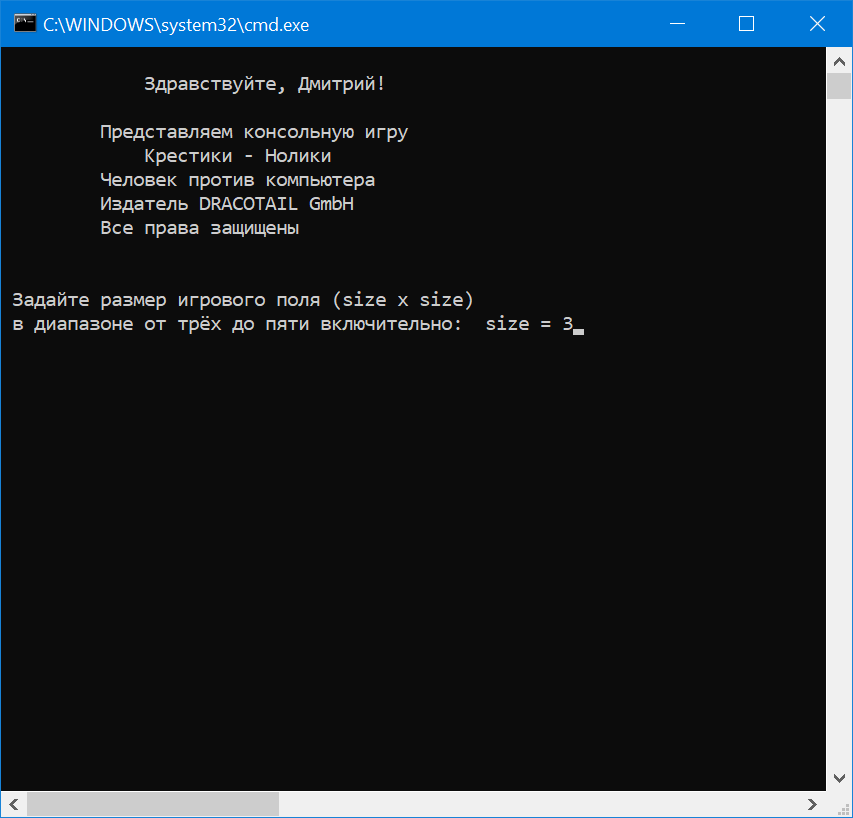 C:\WINDOWS\system32\cmd.exe
Здравствуйте, Дмитрий!
Представляем консольную игру
Крестики - Нолики
Человек против компьютера
Издатель DRACOTAIL GmbH
Все права защищены
Задайте размер игрового поля (size x size)
в диапазоне от трёх до пяти включительно:  size = 3